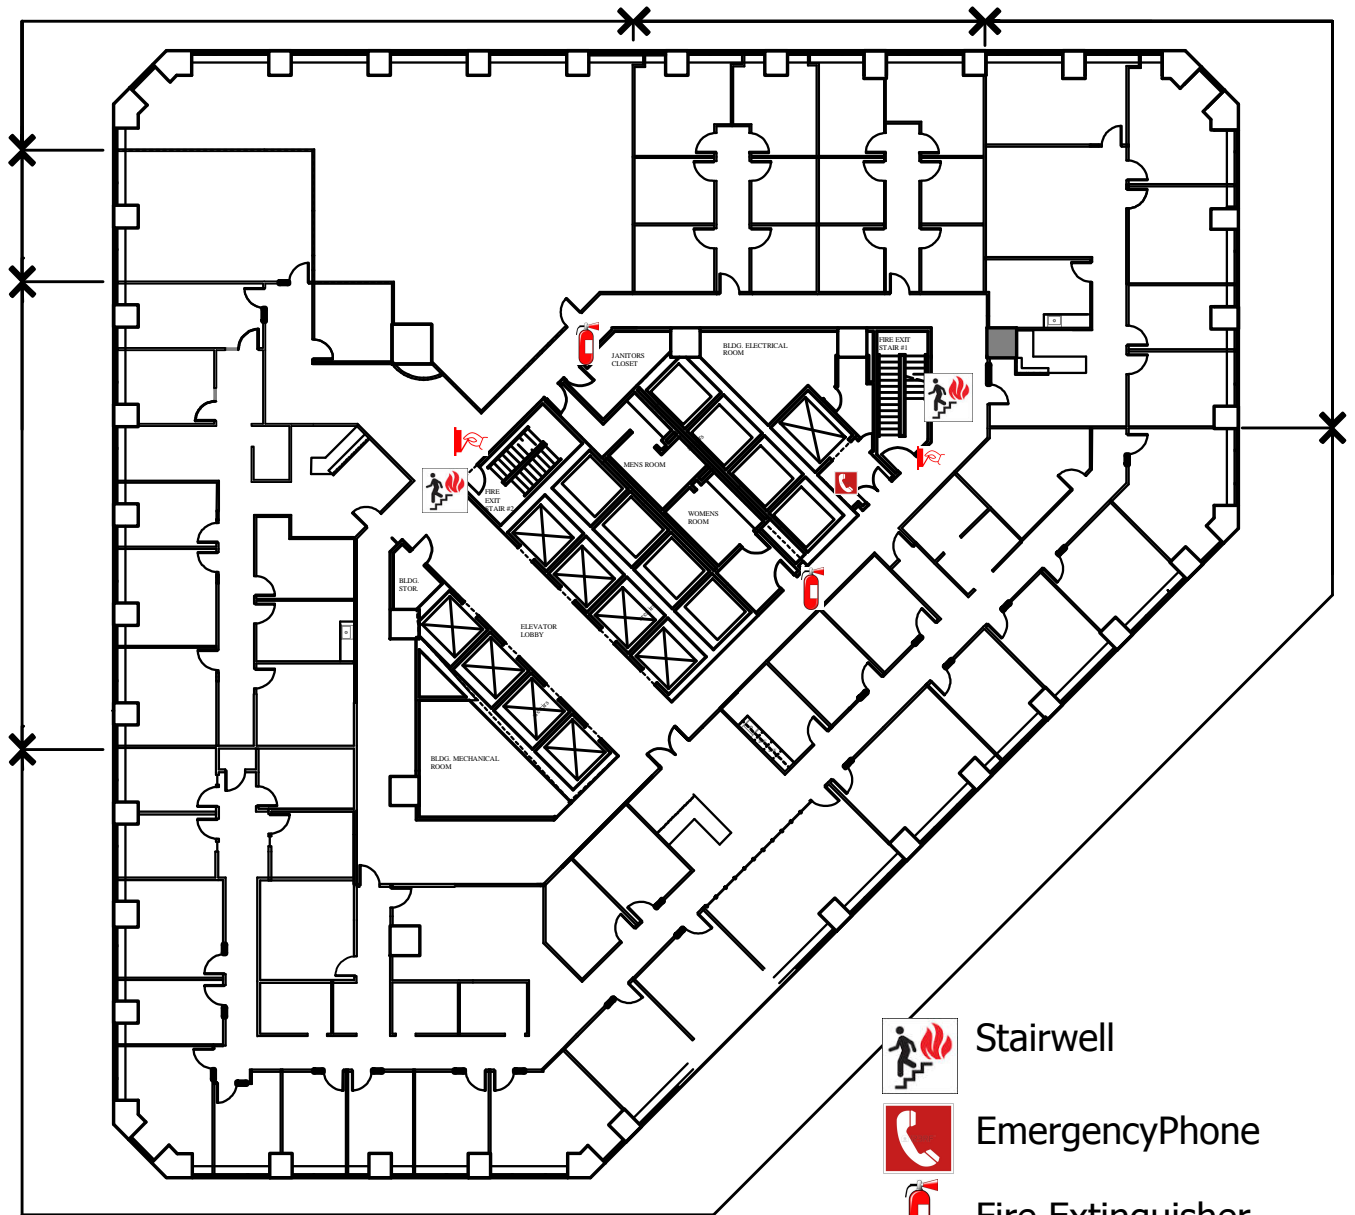 FIRE EXIT
STAIR #1
BLDG. ELECTRICAL
ROOM
JANITORS
CLOSET
MENS ROOM
FIRE
EXIT
STAIR #2
WOMENS
ROOM
BLDG.
STOR.
ELEVATOR
LOBBY
BLDG. MECHANICAL
ROOM
Stairwell
EmergencyPhone
Fire Extinguisher